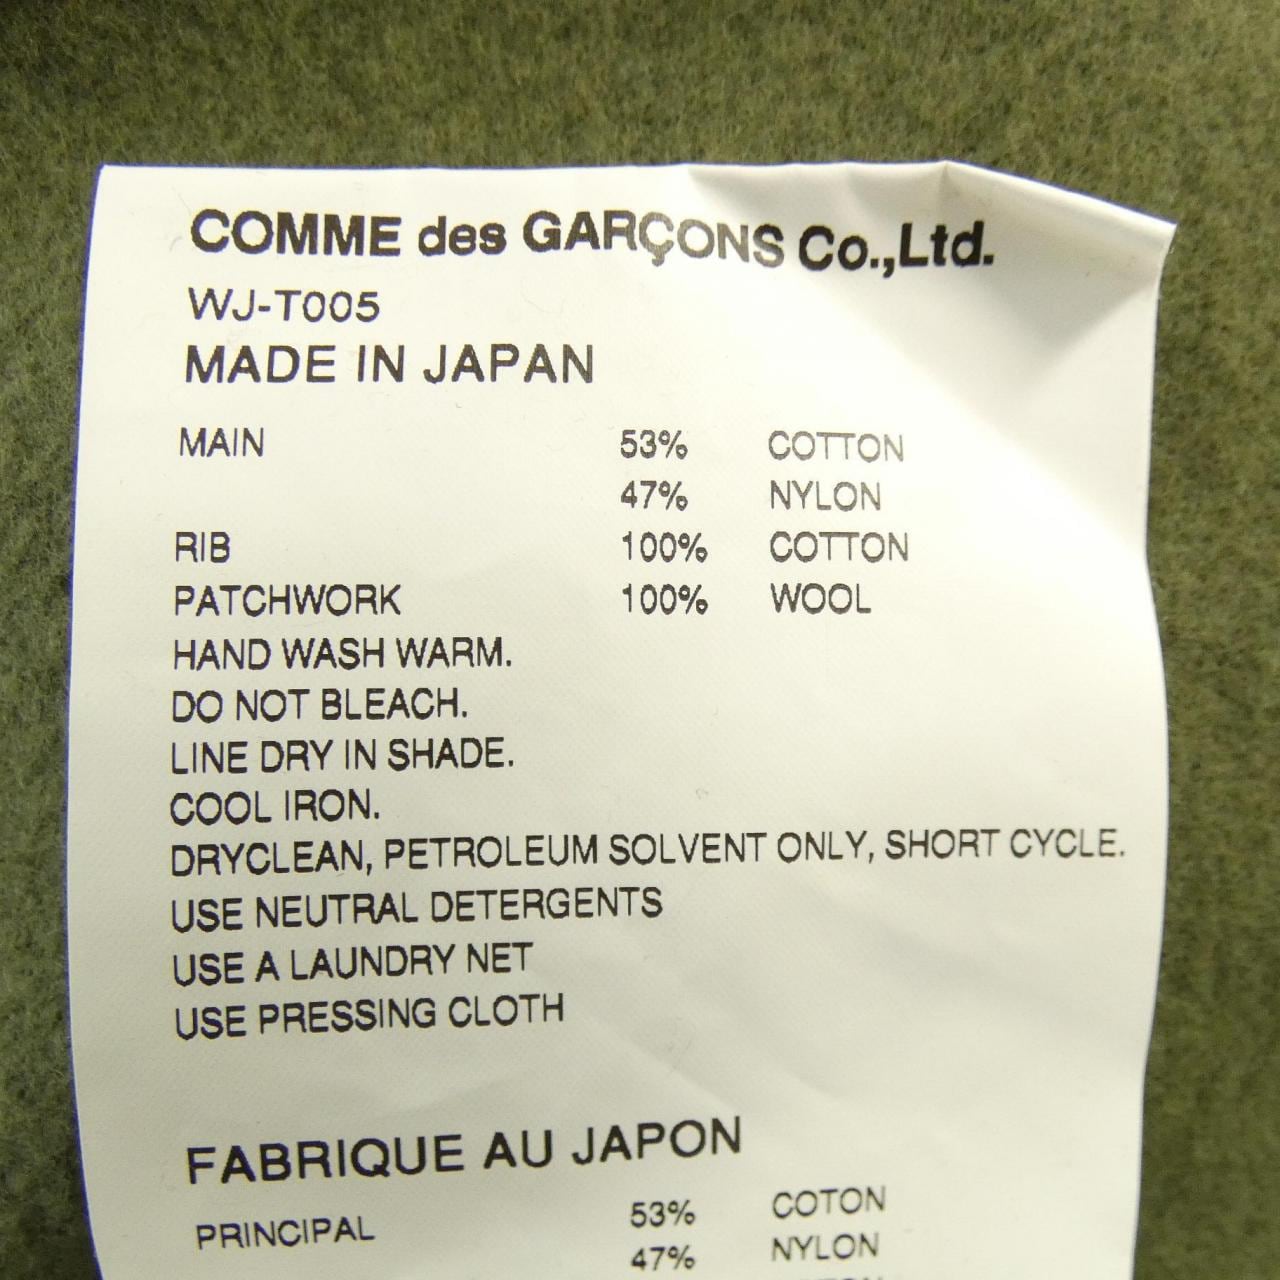 COMME des GARÇONS Co.,Ltd.
WJ-T005
MADE IN JAPAN
MAIN 53% COTTON
47% NYLON
RIB 100% COTTON
PATCHWORK 100% WOOL
HAND WASH WARM.
DO NOT BLEACH.
LINE DRY IN SHADE.
COOL IRON.
DRYCLEAN, PETROLEUM SOLVENT ONLY, SHORT CYCLE.
USE NEUTRAL DETERGENTS
USE A LAUNDRY NET
USE PRESSING CLOTH
FABRIQUE AU JAPON
PRINCIPAL 53% COTON
47% NYLON